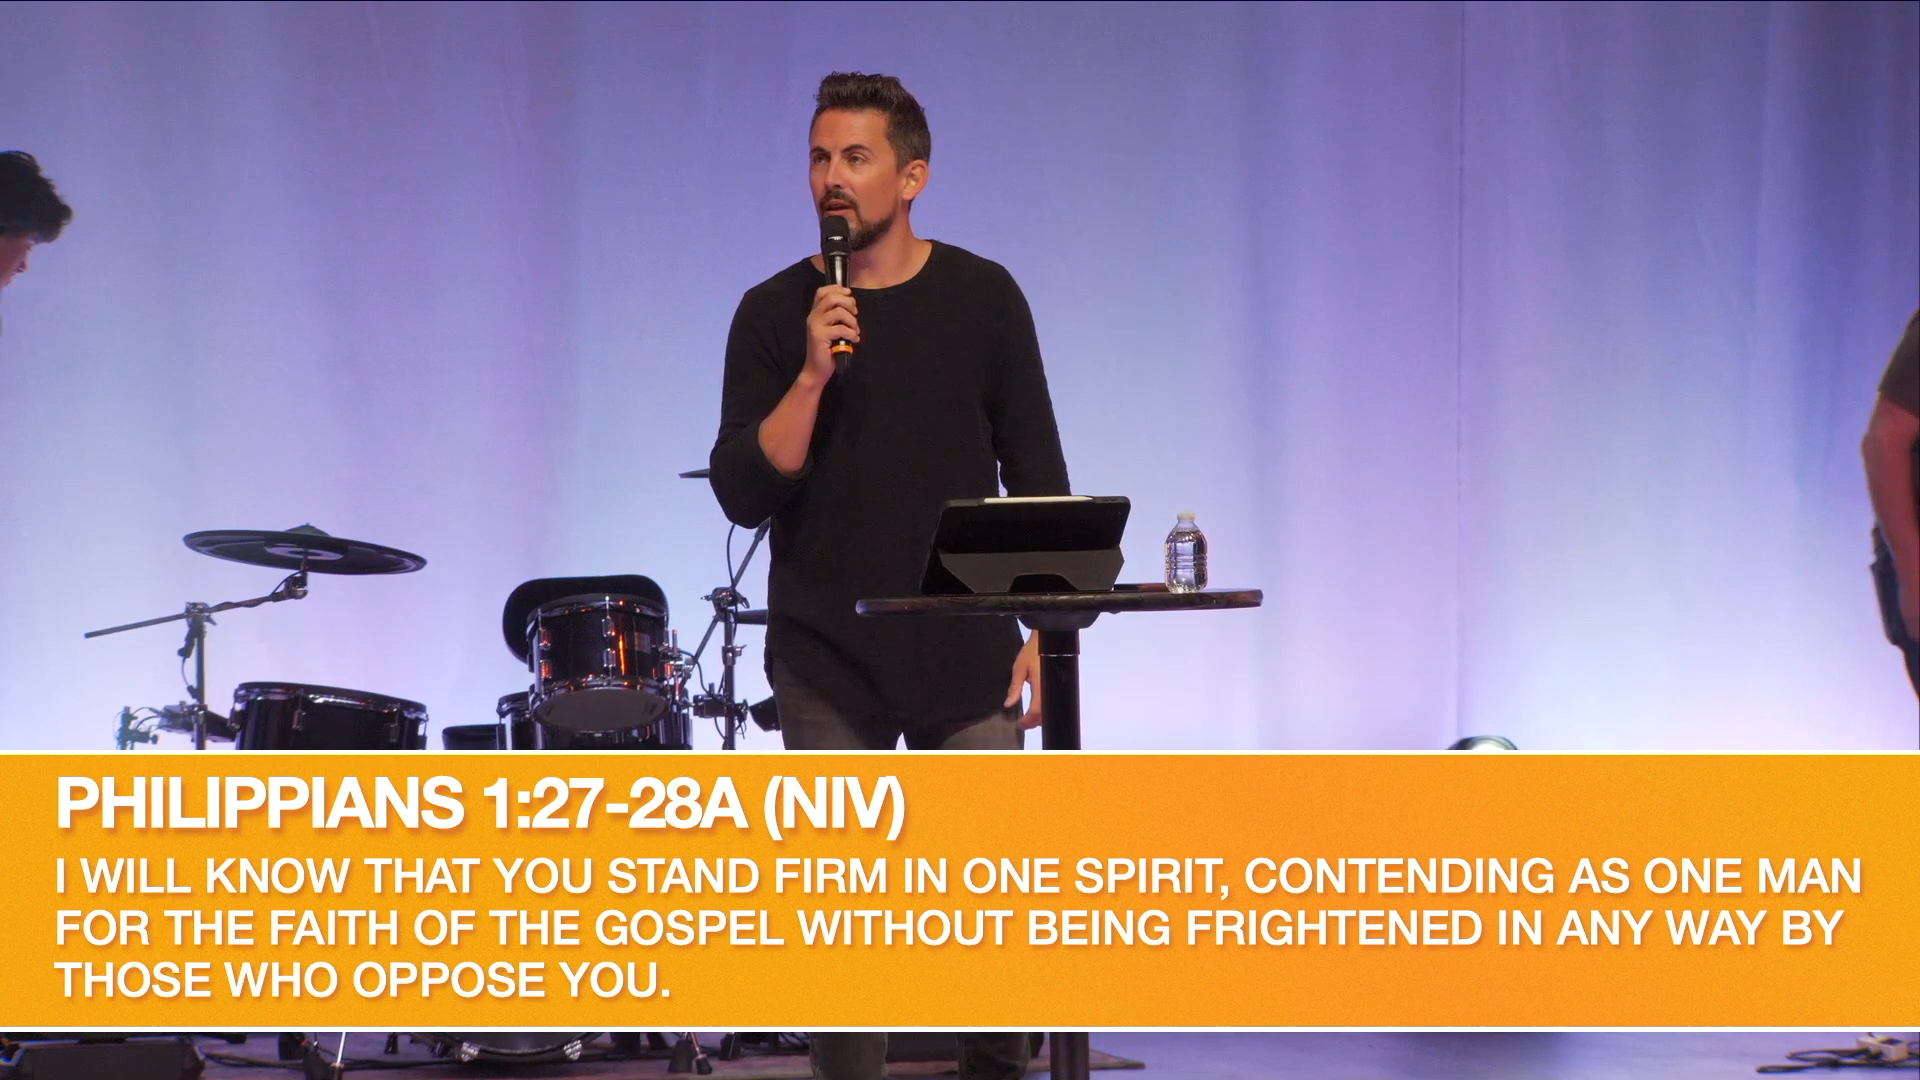 PHILIPPIANS 1:27-28A (NIV)
I WILL KNOW THAT YOU STAND FIRM IN ONE SPIRIT, CONTENDING AS ONE MAN
FOR THE FAITH OF THE GOSPEL WITHOUT BEING FRIGHTENED IN ANY WAY BY
THOSE WHO OPPOSE YOU.